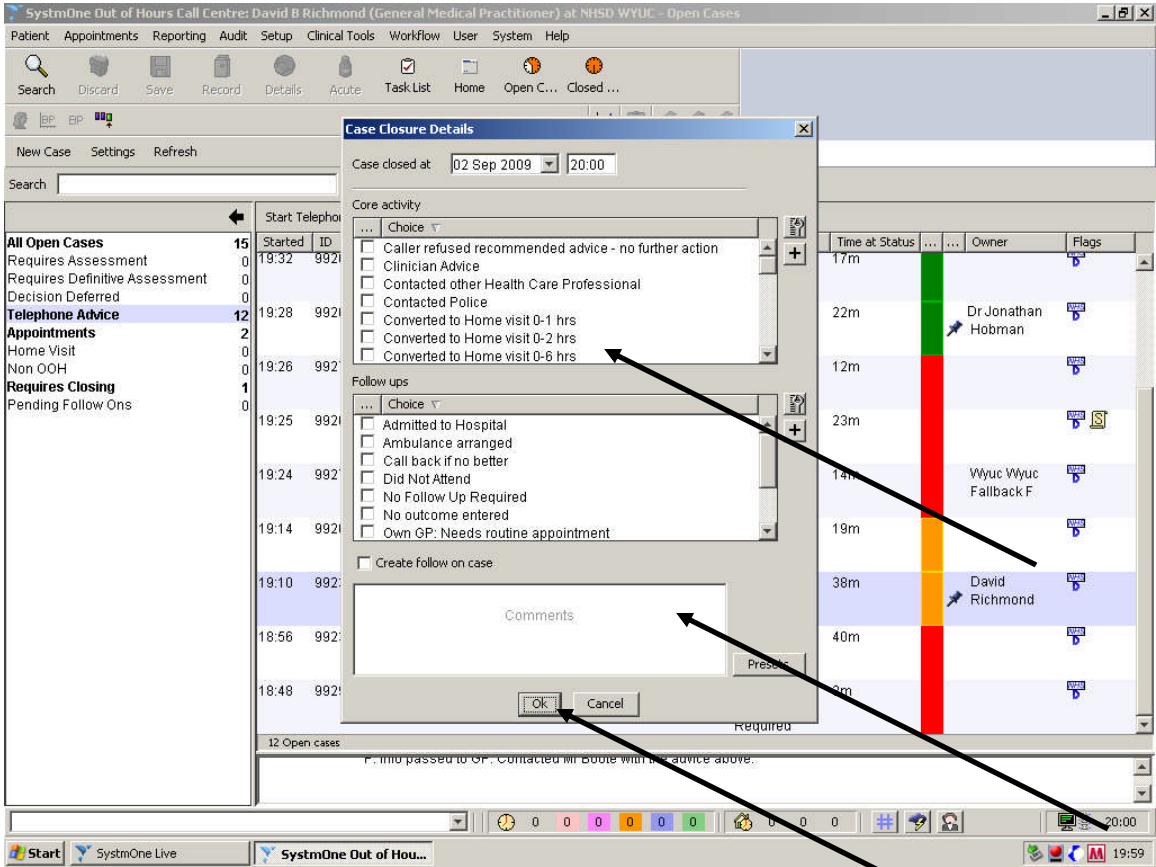 SystmOne Out of Hours Call Centre: David B Richmond (General Medical Practitioner) at NHSD WYUC - Open Cases
Patient Appointments Reporting Audit Setup Clinical Tools Workflow User System Help
Search Discard Save Record Details Acute Task List Home Open C... Closed ...
BP BP
New Case Settings Refresh
Search
Case Closure Details
Case closed at 02 Sep 2009 20:00
Core activity
... Choice
Caller refused recommended advice - no further action
Clinician Advice
Contacted other Health Care Professional
Contacted Police
Converted to Home visit 0-1 hrs
Converted to Home visit 0-2 hrs
Converted to Home visit 0-6 hrs
Follow ups
... Choice
Admitted to Hospital
Ambulance arranged
Call back if no better
Did Not Attend
No Follow Up Required
No outcome entered
Own GP: Needs routine appointment
Create follow on case
Comments
Presets
Ok Cancel
All Open Cases 15
Requires Assessment 0
Requires Definitive Assessment 0
Decision Deferred 0
Telephone Advice 12
Appointments 2
Home Visit 0
Non OOH 0
Requires Closing 1
Pending Follow Ons 0
Start Telepho
Started ID Time at Status ... ... Owner Flags
19:32 992 17m
19:28 992 22m Dr Jonathan Hobman
19:26 992 12m
19:25 992 23m
19:24 992 14m Wyuc Wyuc Fallback F
19:14 992 19m
19:10 992 38m David Richmond
18:56 992 40m
18:48 992
Required
12 Open cases
P: Info passed to GP. Contacted Mr Boote with the advice above.
0 0 0 0 0 0 0 0 0 20:00
Start SystmOne Live SystmOne Out of Hou... 19:59